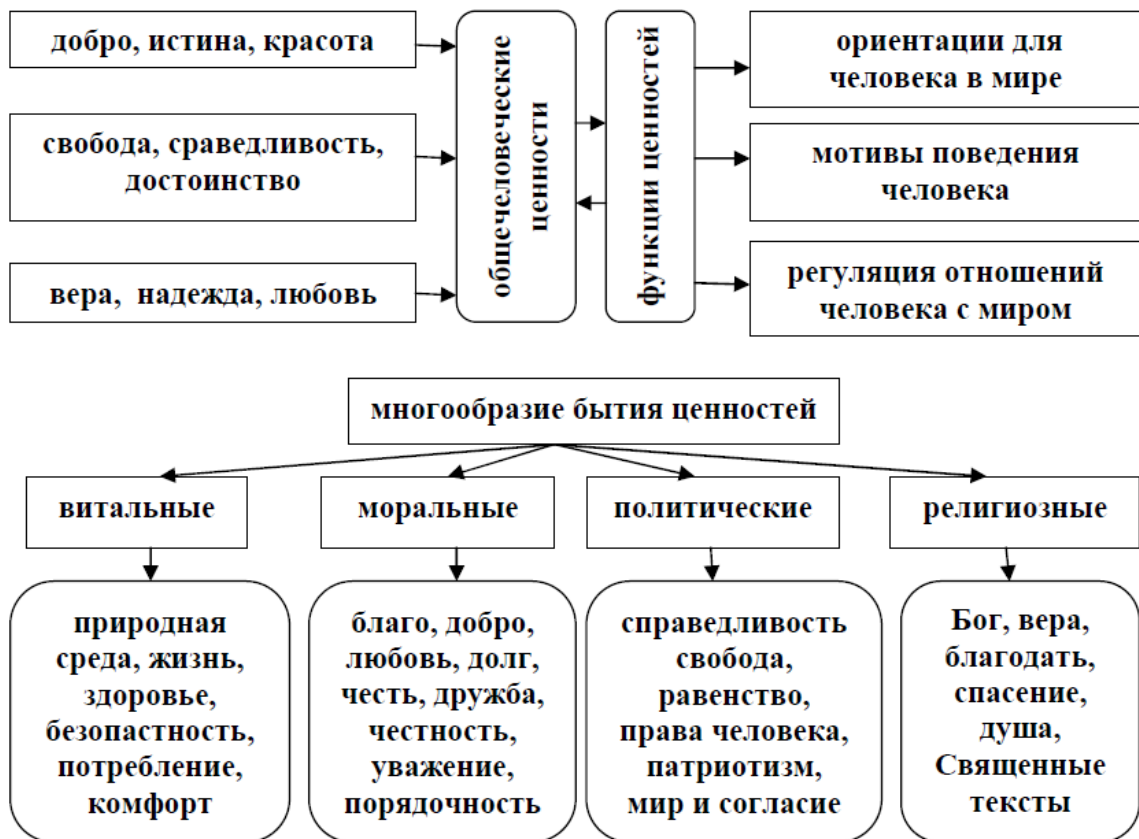 добро, истина, красота
свобода, сраведливость,
достоинство
вера, надежда, любовь
общечеловеческие
ценности
функции ценностей
ориентации для
человека в мире
мотивы поведения
человека
регуляция отношений
человека с миром
многообразие бытия ценностей
витальные
моральные
политические
религиозные
природная
среда, жизнь,
здоровье,
безопастность,
потребление,
комфорт
благо, добро,
любовь, долг,
честь, дружба,
честность,
уважение,
порядочность
справедливость
свобода,
равенство,
права человека,
патриотизм,
мир и согласие
Бог, вера,
благодать,
спасение,
душа,
Священные
тексты